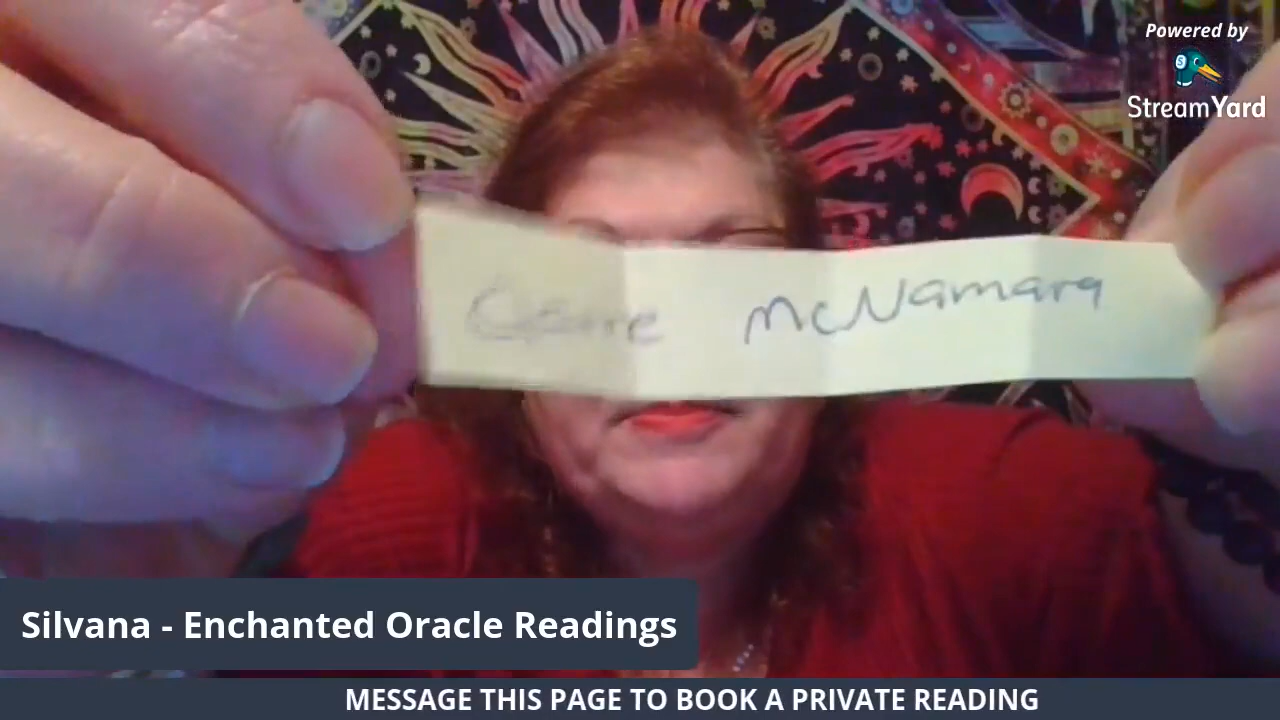 Powered by
StreamYard
McNamara
Silvana - Enchanted Oracle Readings
MESSAGE THIS PAGE TO BOOK A PRIVATE READING